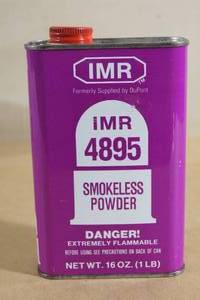 IMR
TM
Formerly Supplied by DuPont
iMR
4895
SMOKELESS
POWDER
DANGER!
EXTREMELY FLAMMABLE
BEFORE USING SEE PRECAUTIONS ON BACK OF CAN
NET WT. 16 OZ. (1 LB)